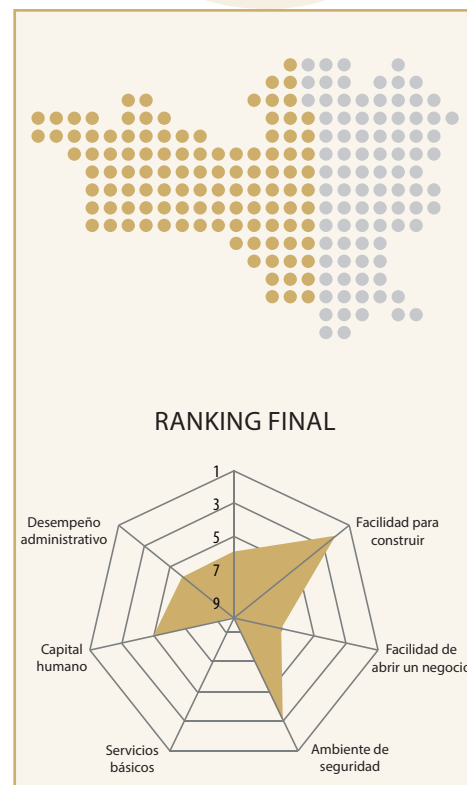 RANKING FINAL
1
3
5
7
9
Facilidad para
construir
Facilidad de
abrir un negocio
Ambiente de
seguridad
Servicios
básicos
Capital
humano
Desempeño
administrativo